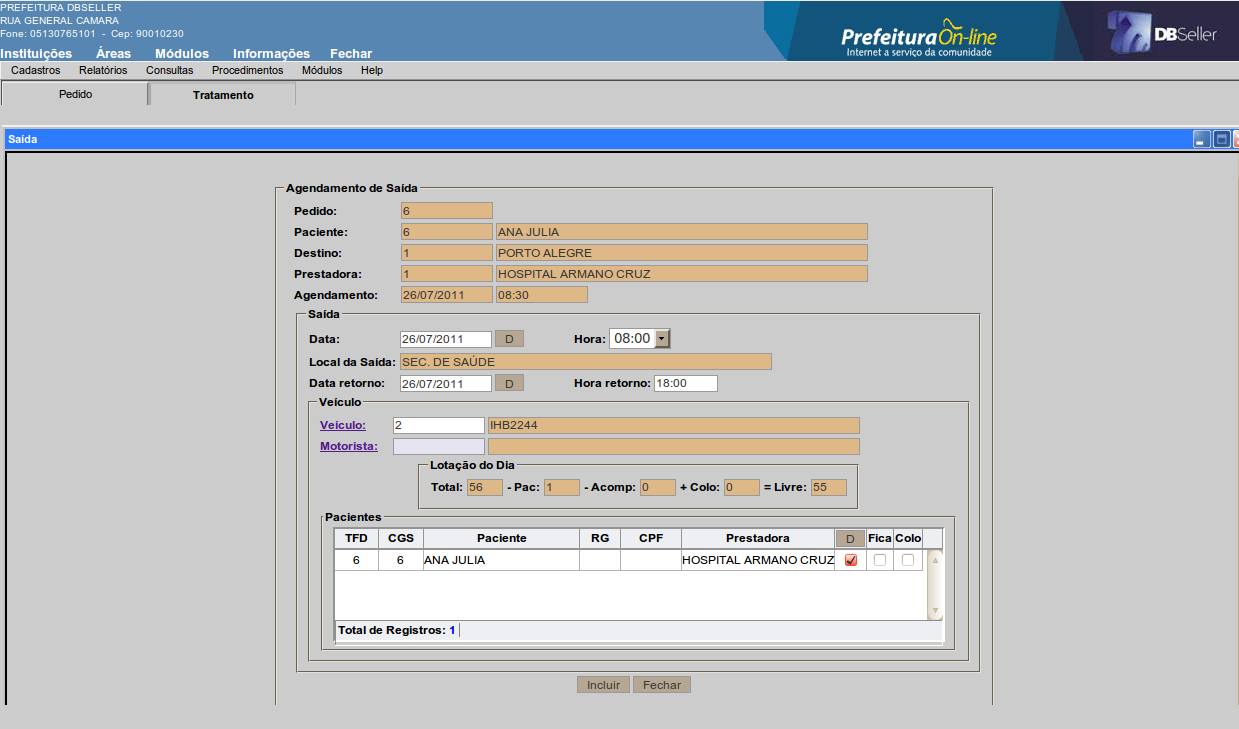 PREFEITURA DBSELLER
RUA GENERAL CAMARA
Fone: 05130765101 - Cep: 90010230
Instituições Áreas Módulos Informações Fechar
PrefeituraOn-line
Internet a serviço da comunidade
DBSeller
Cadastros Relatórios Consultas Procedimentos Módulos Help
Pedido Tratamento
Saída
Agendamento de Saída
Pedido: 6
Paciente: 6 ANA JULIA
Destino: 1 PORTO ALEGRE
Prestadora: 1 HOSPITAL ARMANO CRUZ
Agendamento: 26/07/2011 08:30
Saída
Data: 26/07/2011 D Hora: 08:00
Local da Saída: SEC. DE SAÚDE
Data retorno: 26/07/2011 D Hora retorno: 18:00
Veículo
Veículo: 2 IHB2244
Motorista:
Lotação do Dia
Total: 56 - Pac: 1 - Acomp: 0 + Colo: 0 = Livre: 55
Pacientes
TFD CGS Paciente RG CPF Prestadora D Fica Colo
6 6 ANA JULIA HOSPITAL ARMANO CRUZ
Total de Registros: 1
Incluir Fechar